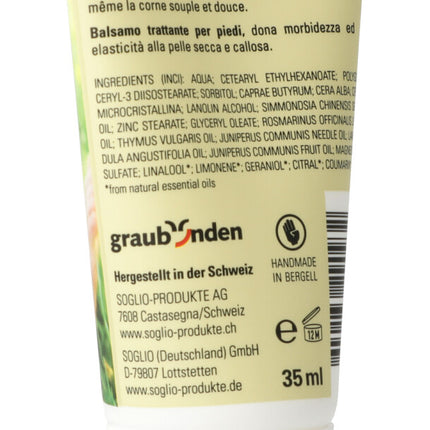 même la corne souple et douce.
Balsamo trattante per piedi, dona morbidezza ed
elasticità alla pelle secca e callosa.
INGREDIENTS (INCI): AQUA; CETEARYL ETHYLHEXANOATE;
CERYL-3 DIISOSTEARATE; SORBITOL; CAPRAE BUTYRUM; CERA ALBA;
MICROCRISTALLINA; LANOLIN ALCOHOL; SIMMONDSIA CHINENSIS
OIL; ZINC STEARATE; GLYCERYL OLEATE; ROSMARINUS OFFICINALIS
OIL; THYMUS VULGARIS OIL; JUNIPERUS COMMUNIS NEEDLE OIL;
DULA ANGUSTIFOLIA OIL; JUNIPERUS COMMUNIS FRUIT OIL;
SULFATE; LINALOOL*; LIMONENE*; GERANIOL*; CITRAL*;
*from natural essential oils
graubünden
HANDMADE
IN BERGELL
Hergestellt in der Schweiz
SOGLIO-PRODUKTE AG
7608 Castasegna/Schweiz
www.soglio-produkte.ch
e
12M
SOGLIO (Deutschland) GmbH
D-79807 Lottstetten
www.soglio-produkte.de
35 ml